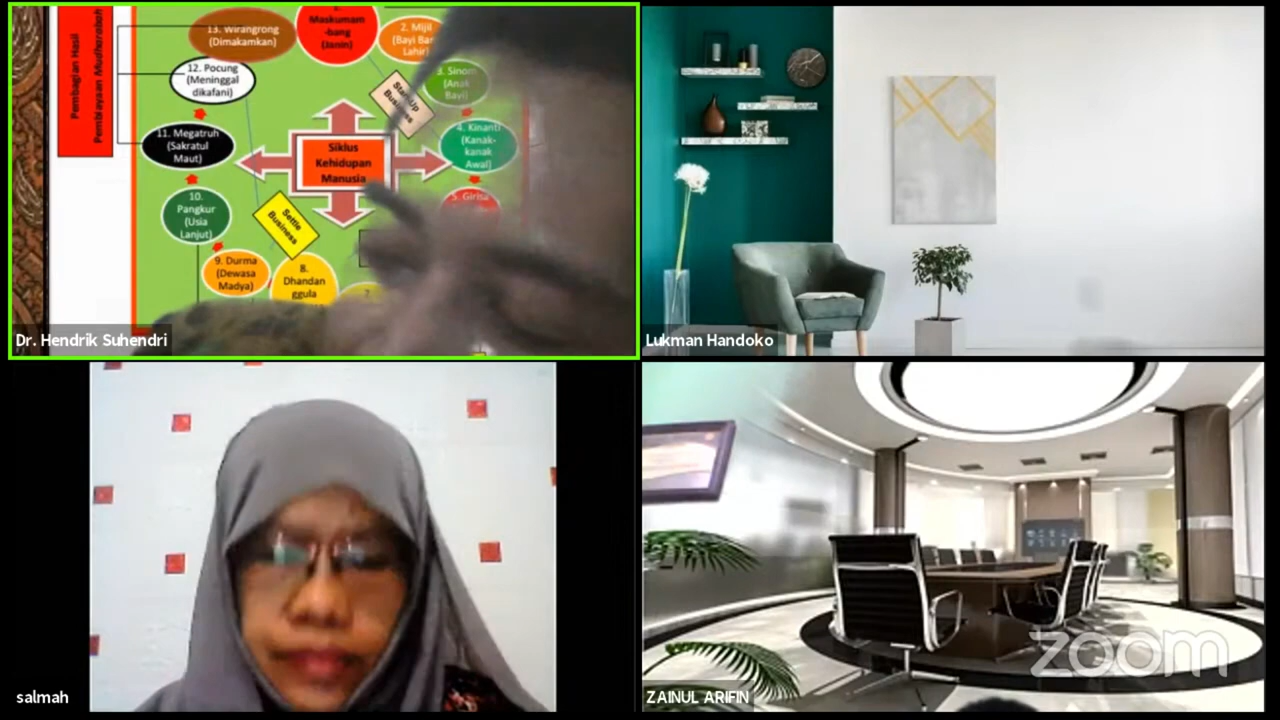 Pembagian Hasil
Pembiayaan Mudharabah
13. Wirangrong
(Dimakamkan)
Maskumam
-bang
(Janin)
2. Mijil
(Bayi
Lahir)
12. Pocung
(Meninggal
dikafani)
3. Sinom
(Anak
Bayi)
Business
11. Megatruh
(Sakratul
Maut)
Siklus
Kehidupan
Manusia
4. Kinanti
(Kanak-
kanak
Awal)
10.
Pangkur
(Usia
Lanjut)
5. Girisa
Settle
Business
9. Durma
(Dewasa
Madya)
8.
Dhandan
ggula
7.
Dr. Hendrik Suhendri
Lukman Handoko
salmah
ZAINUL ARIFIN
zoom